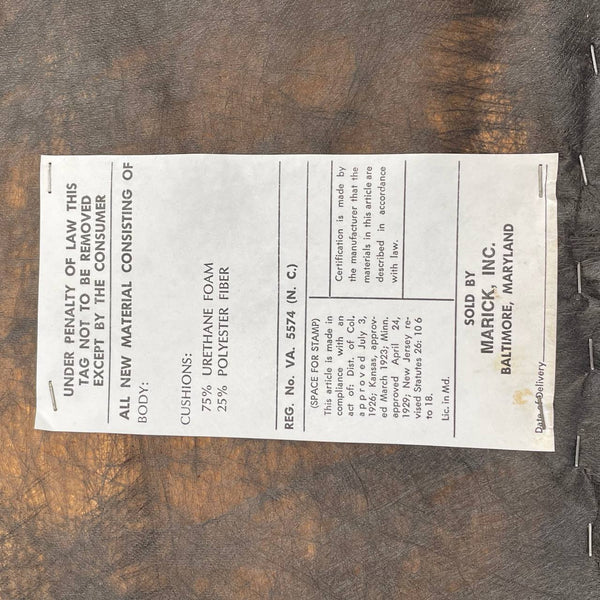 UNDER PENALTY OF LAW THIS
TAG NOT TO BE REMOVED
EXCEPT BY THE CONSUMER
ALL NEW MATERIAL CONSISTING OF
BODY:
CUSHIONS:
75% URETHANE FOAM
25% POLYESTER FIBER
REG. No. VA. 5574 (N. C.)
(SPACE FOR STAMP)
This article is made in
compliance with an
act of: Dist. of Col.,
approved July 3,
1926; Kansas, approv-
ed March 1923; Minn.
approved April 24,
1929; New Jersey re-
vised Statutes 26: 10 6
to 18.
Lic. in Md.
Certification is made by
the manufacturer that the
materials in this article are
described in accordance
with law.
SOLD BY
MARICK, INC.
BALTIMORE, MARYLAND
Date of Delivery